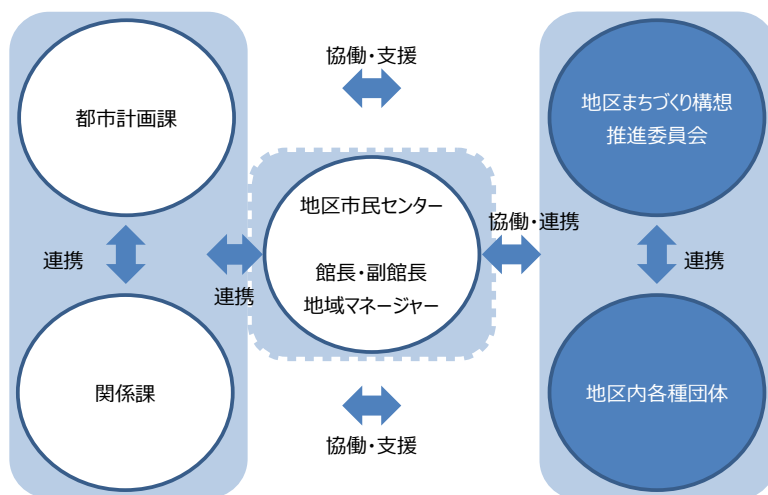 協働・支援
都市計画課
地区まちづくり構想
推進委員会
地区市民センター
館長・副館長
地域マネージャー
協働・連携
連携
連携
連携
関係課
地区内各種団体
協働・支援